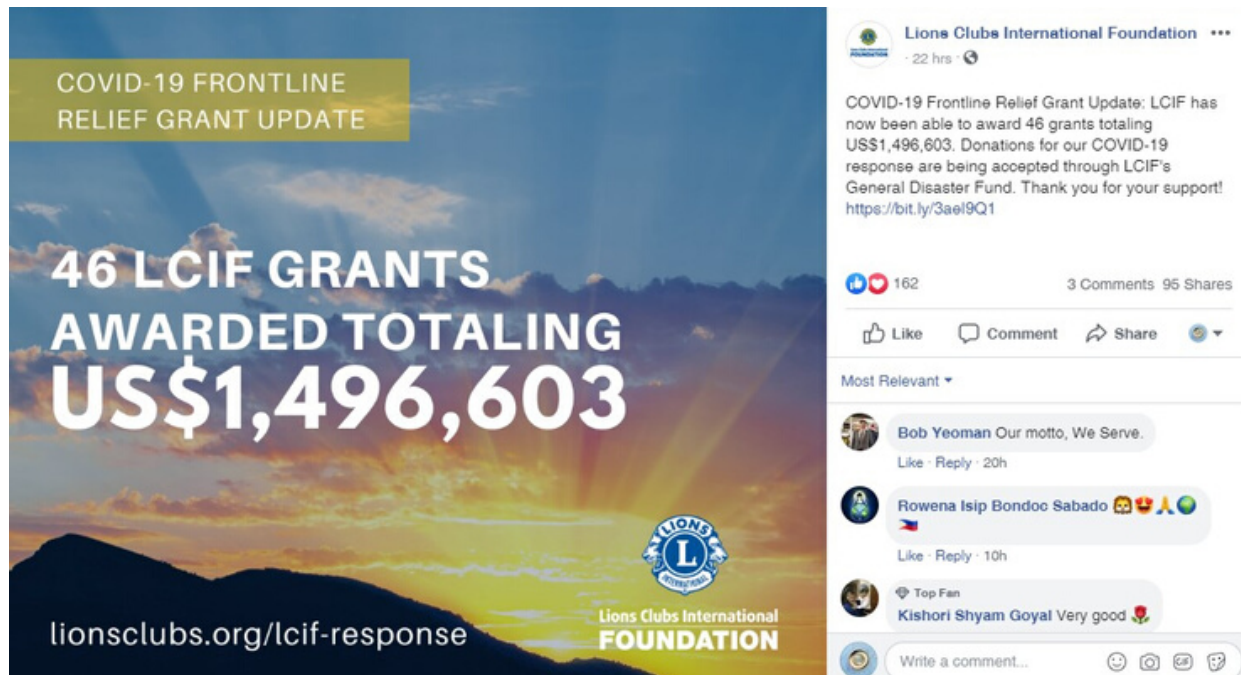 COVID-19 FRONTLINE
RELIEF GRANT UPDATE
46 LCIF GRANTS
AWARDED TOTALING
US$1,496,603
lionsclubs.org/lcif-response
LIONS
L
INTERNATIONAL
Lions Clubs International
FOUNDATION
Lions Clubs International Foundation
· 22 hrs ·
COVID-19 Frontline Relief Grant Update: LCIF has
now been able to award 46 grants totaling
US$1,496,603. Donations for our COVID-19
response are being accepted through LCIF's
General Disaster Fund. Thank you for your support!
https://bit.ly/3ael9Q1
162
3 Comments 95 Shares
Like Comment Share
Most Relevant
Bob Yeoman Our motto, We Serve.
Like · Reply · 20h
Rowena Isip Bondoc Sabado 🦁😍🙏🌍
🇵🇭
Like · Reply · 10h
Top Fan
Kishori Shyam Goyal Very good 🌹
Write a comment...
GIF